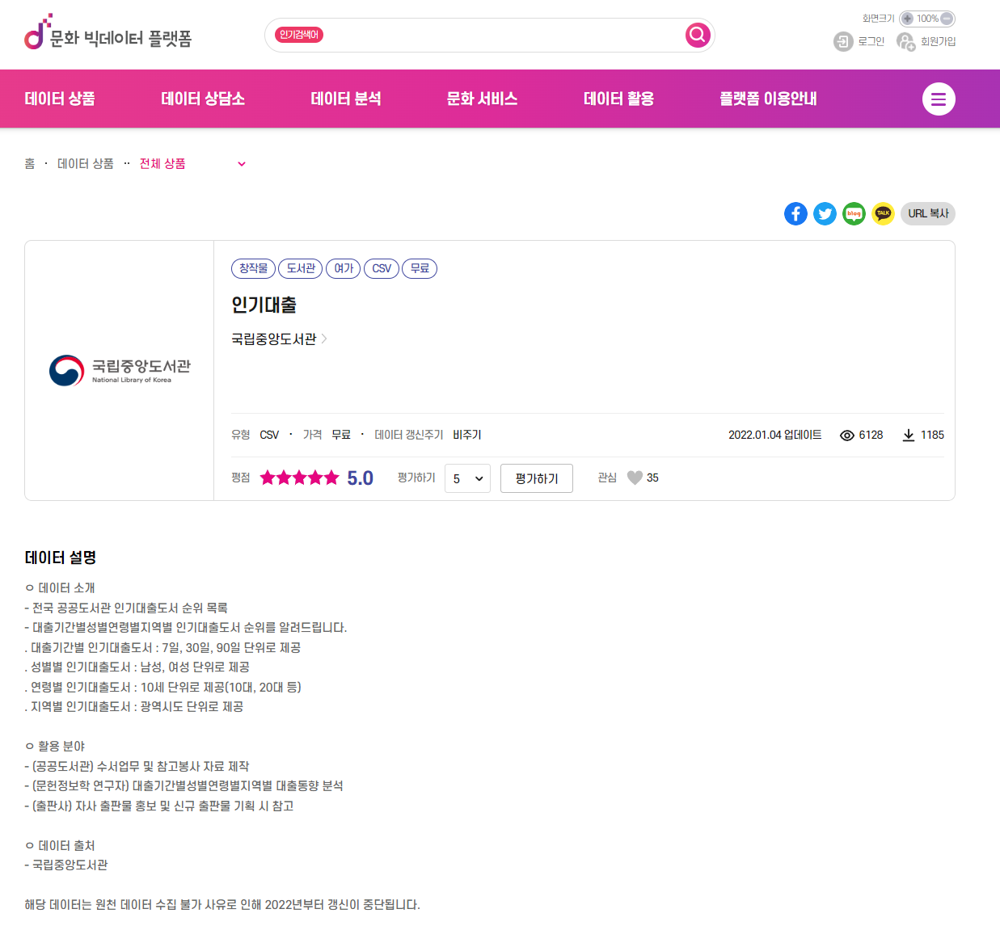 문화 빅데이터 플랫폼
인기검색어
화면크기 100%
로그인 회원가입
데이터 상품 데이터 상담소 데이터 분석 문화 서비스 데이터 활용 플랫폼 이용안내
홈 · 데이터 상품 ·· 전체 상품
blog TALK URL 복사
창작물 도서관 여가 CSV 무료
인기대출
국립중앙도서관
국립중앙도서관
National Library of Korea
유형 CSV · 가격 무료 · 데이터 갱신주기 비주기 2022.01.04 업데이트 6128 1185
평점 5.0 평가하기 5 평가하기 관심 35
데이터 설명
ㅇ 데이터 소개
- 전국 공공도서관 인기대출도서 순위 목록
- 대출기간별성별연령별지역별 인기대출도서 순위를 알려드립니다.
. 대출기간별 인기대출도서 : 7일, 30일, 90일 단위로 제공
. 성별별 인기대출도서 : 남성, 여성 단위로 제공
. 연령별 인기대출도서 : 10세 단위로 제공(10대, 20대 등)
. 지역별 인기대출도서 : 광역시도 단위로 제공
ㅇ 활용 분야
- (공공도서관) 수서업무 및 참고봉사 자료 제작
- (문헌정보학 연구자) 대출기간별성별연령별지역별 대출동향 분석
- (출판사) 자사 출판물 홍보 및 신규 출판물 기획 시 참고
ㅇ 데이터 출처
- 국립중앙도서관
해당 데이터는 원천 데이터 수집 불가 사유로 인해 2022년부터 갱신이 중단됩니다.